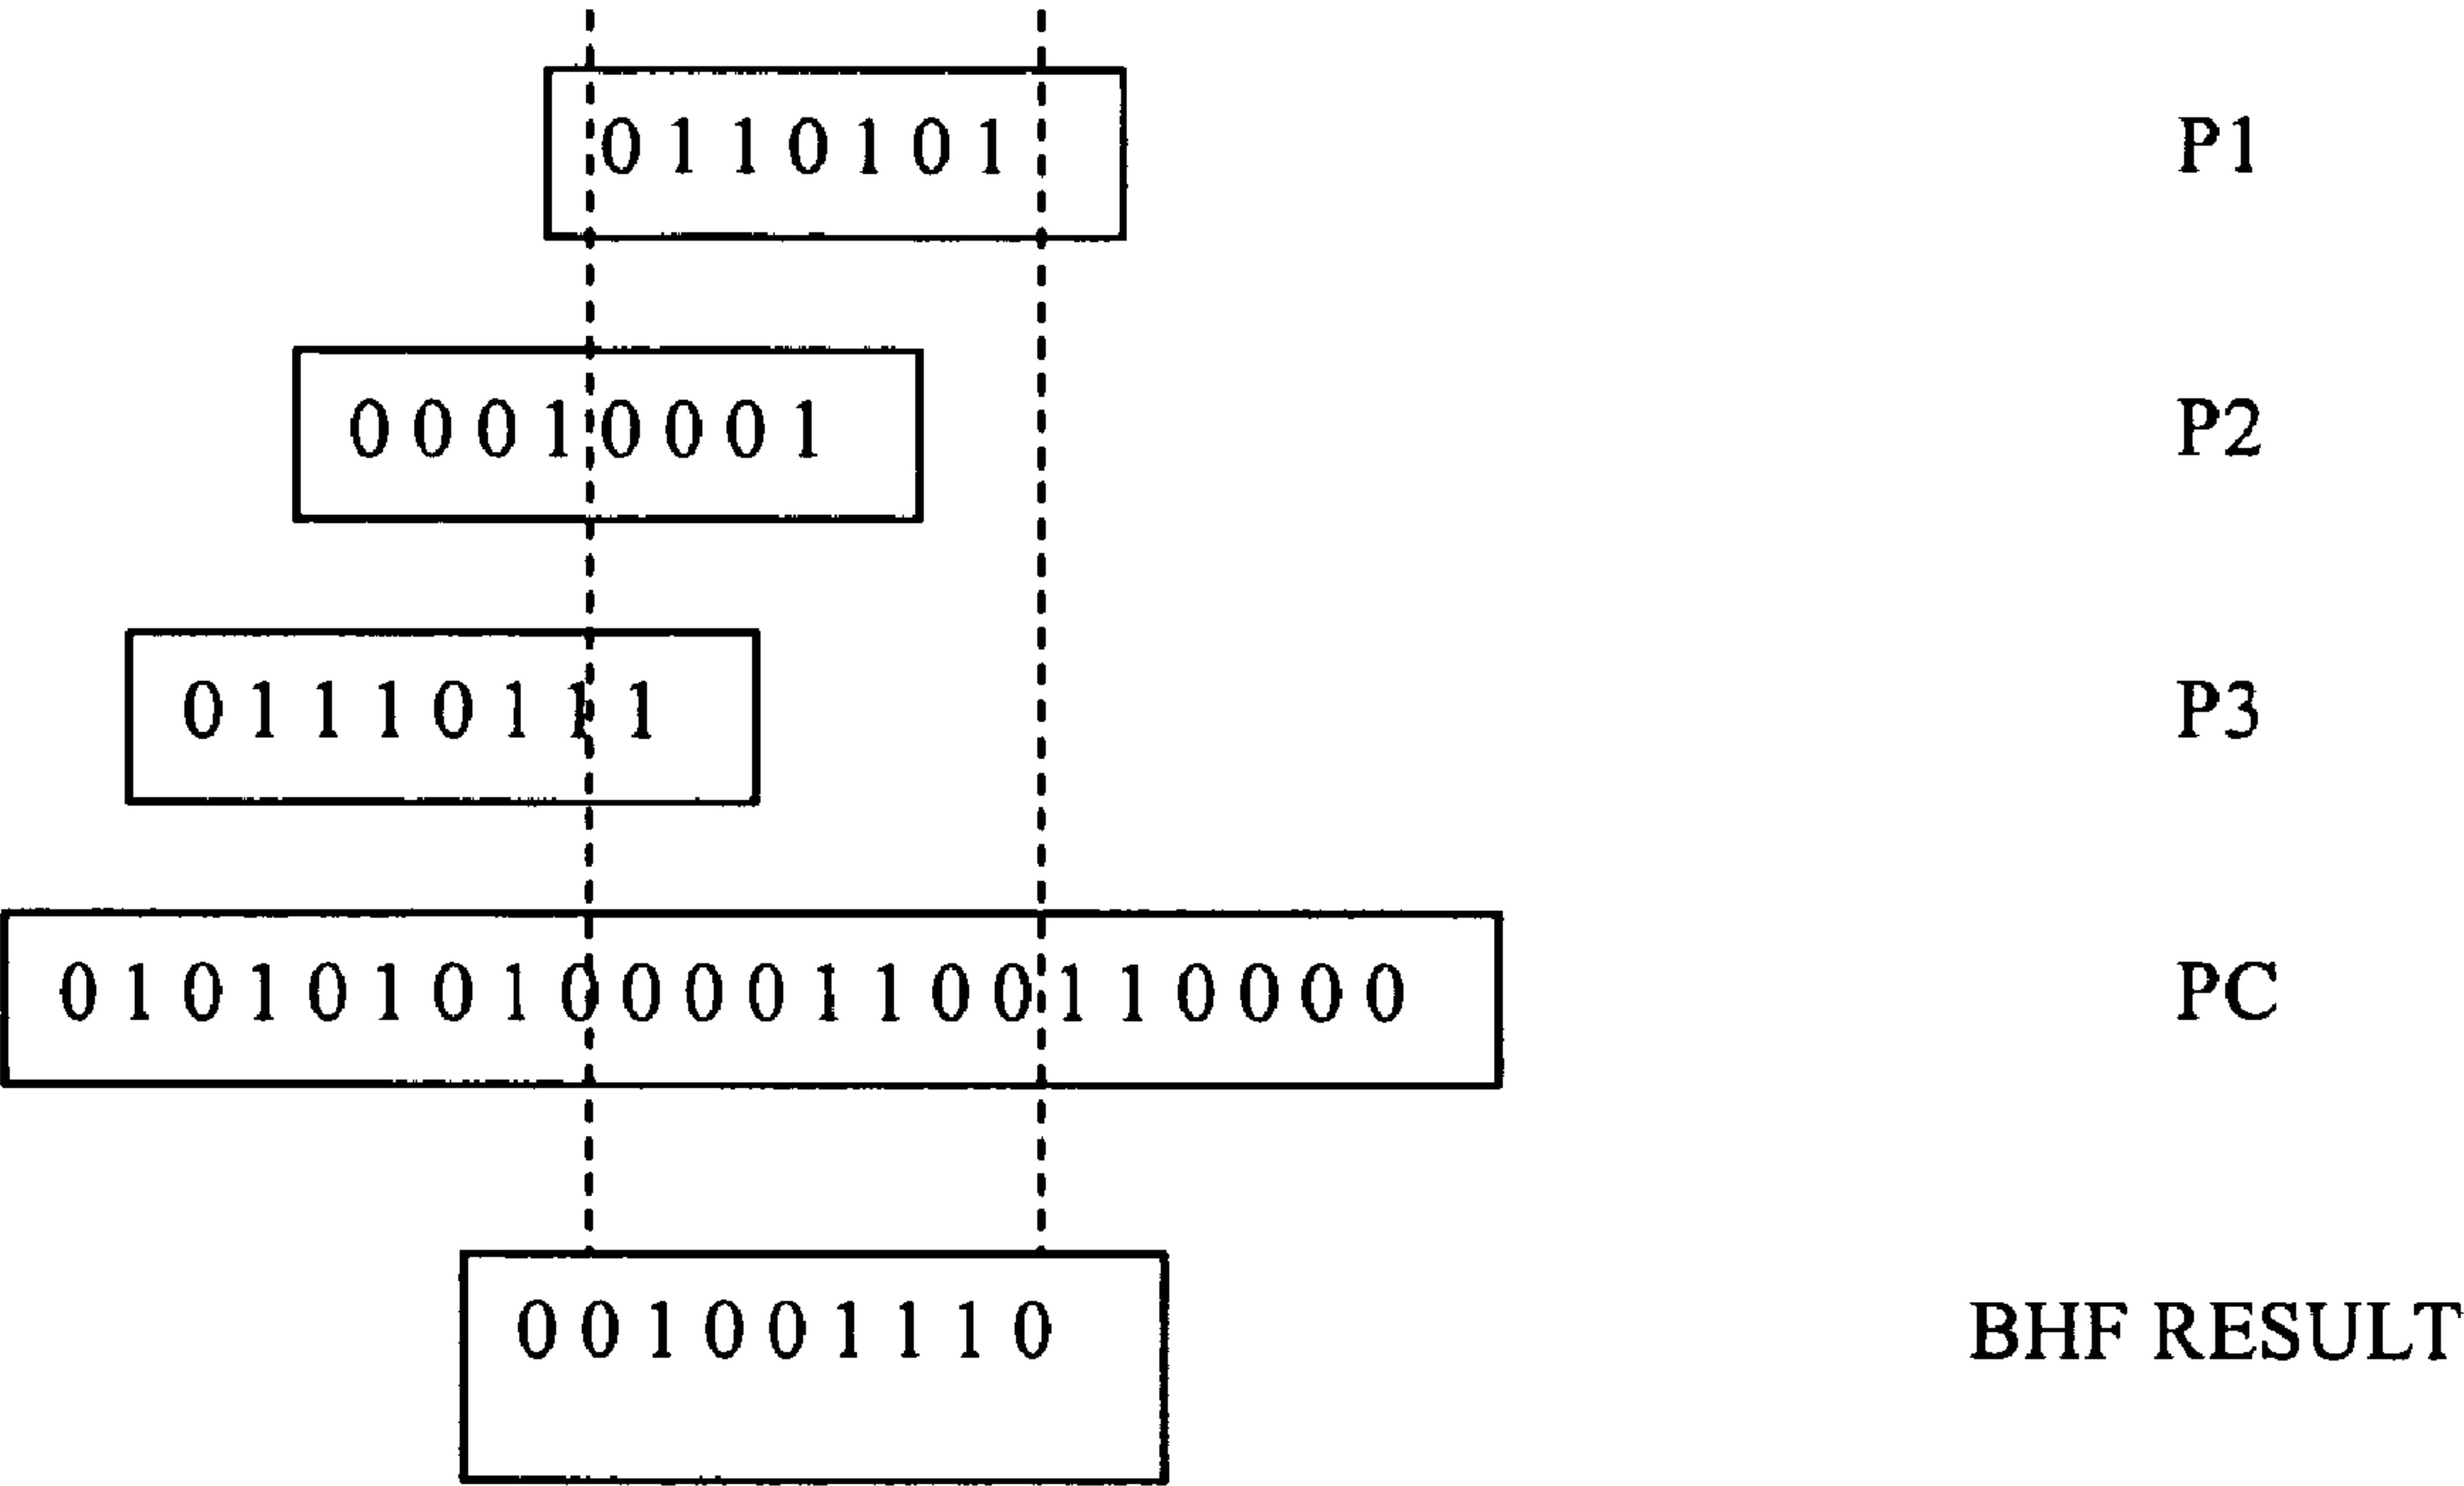 0 1 1 0 1 0 1 P1
0 0 0 1 0 0 0 1 P2
0 1 1 1 0 1 1 1 P3
0 1 0 1 0 1 0 1 0 0 0 0 1 1 0 0 1 1 0 0 0 0 PC
0 0 1 0 0 1 1 1 0 BHF RESULT